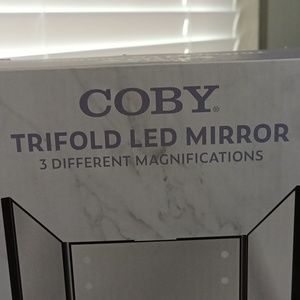 COBY®
TRIFOLD LED MIRROR
3 DIFFERENT MAGNIFICATIONS